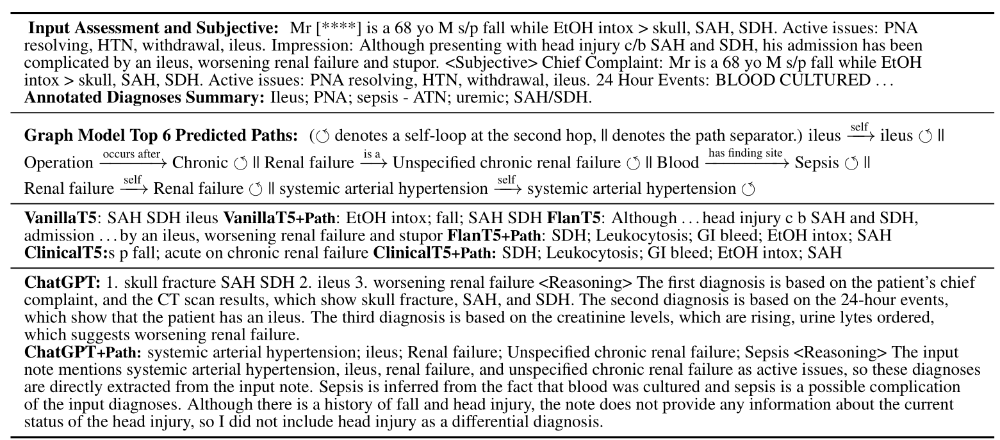 Input Assessment and Subjective: Mr [****] is a 68 yo M s/p fall while EtOH intox > skull, SAH, SDH. Active issues: PNA
resolving, HTN, withdrawal, ileus. Impression: Although presenting with head injury c/b SAH and SDH, his admission has been
complicated by an ileus, worsening renal failure and stupor. <Subjective> Chief Complaint: Mr is a 68 yo M s/p fall while EtOH
intox > skull, SAH, SDH. Active issues: PNA resolving, HTN, withdrawal, ileus. 24 Hour Events: BLOOD CULTURED . . .
Annotated Diagnoses Summary: Ileus; PNA; sepsis - ATN; uremic; SAH/SDH.
Graph Model Top 6 Predicted Paths: (↺ denotes a self-loop at the second hop, || denotes the path separator.) ileus —self→ ileus ↺ ||
Operation —occurs after→ Chronic ↺ || Renal failure —is a→ Unspecified chronic renal failure ↺ || Blood —has finding site→ Sepsis ↺ ||
Renal failure —self→ Renal failure ↺ || systemic arterial hypertension —self→ systemic arterial hypertension ↺
VanillaT5: SAH SDH ileus VanillaT5+Path: EtOH intox; fall; SAH SDH FlanT5: Although . . . head injury c b SAH and SDH,
admission . . . by an ileus, worsening renal failure and stupor FlanT5+Path: SDH; Leukocytosis; GI bleed; EtOH intox; SAH
ClinicalT5:s p fall; acute on chronic renal failure ClinicalT5+Path: SDH; Leukocytosis; GI bleed; EtOH intox; SAH
ChatGPT: 1. skull fracture SAH SDH 2. ileus 3. worsening renal failure <Reasoning> The first diagnosis is based on the patient's chief
complaint, and the CT scan results, which show skull fracture, SAH, and SDH. The second diagnosis is based on the 24-hour events,
which show that the patient has an ileus. The third diagnosis is based on the creatinine levels, which are rising, urine lytes ordered,
which suggests worsening renal failure.
ChatGPT+Path: systemic arterial hypertension; ileus; Renal failure; Unspecified chronic renal failure; Sepsis <Reasoning> The input
note mentions systemic arterial hypertension, ileus, renal failure, and unspecified chronic renal failure as active issues, so these diagnoses
are directly extracted from the input note. Sepsis is inferred from the fact that blood was cultured and sepsis is a possible complication
of the input diagnoses. Although there is a history of fall and head injury, the note does not provide any information about the current
status of the head injury, so I did not include head injury as a differential diagnosis.